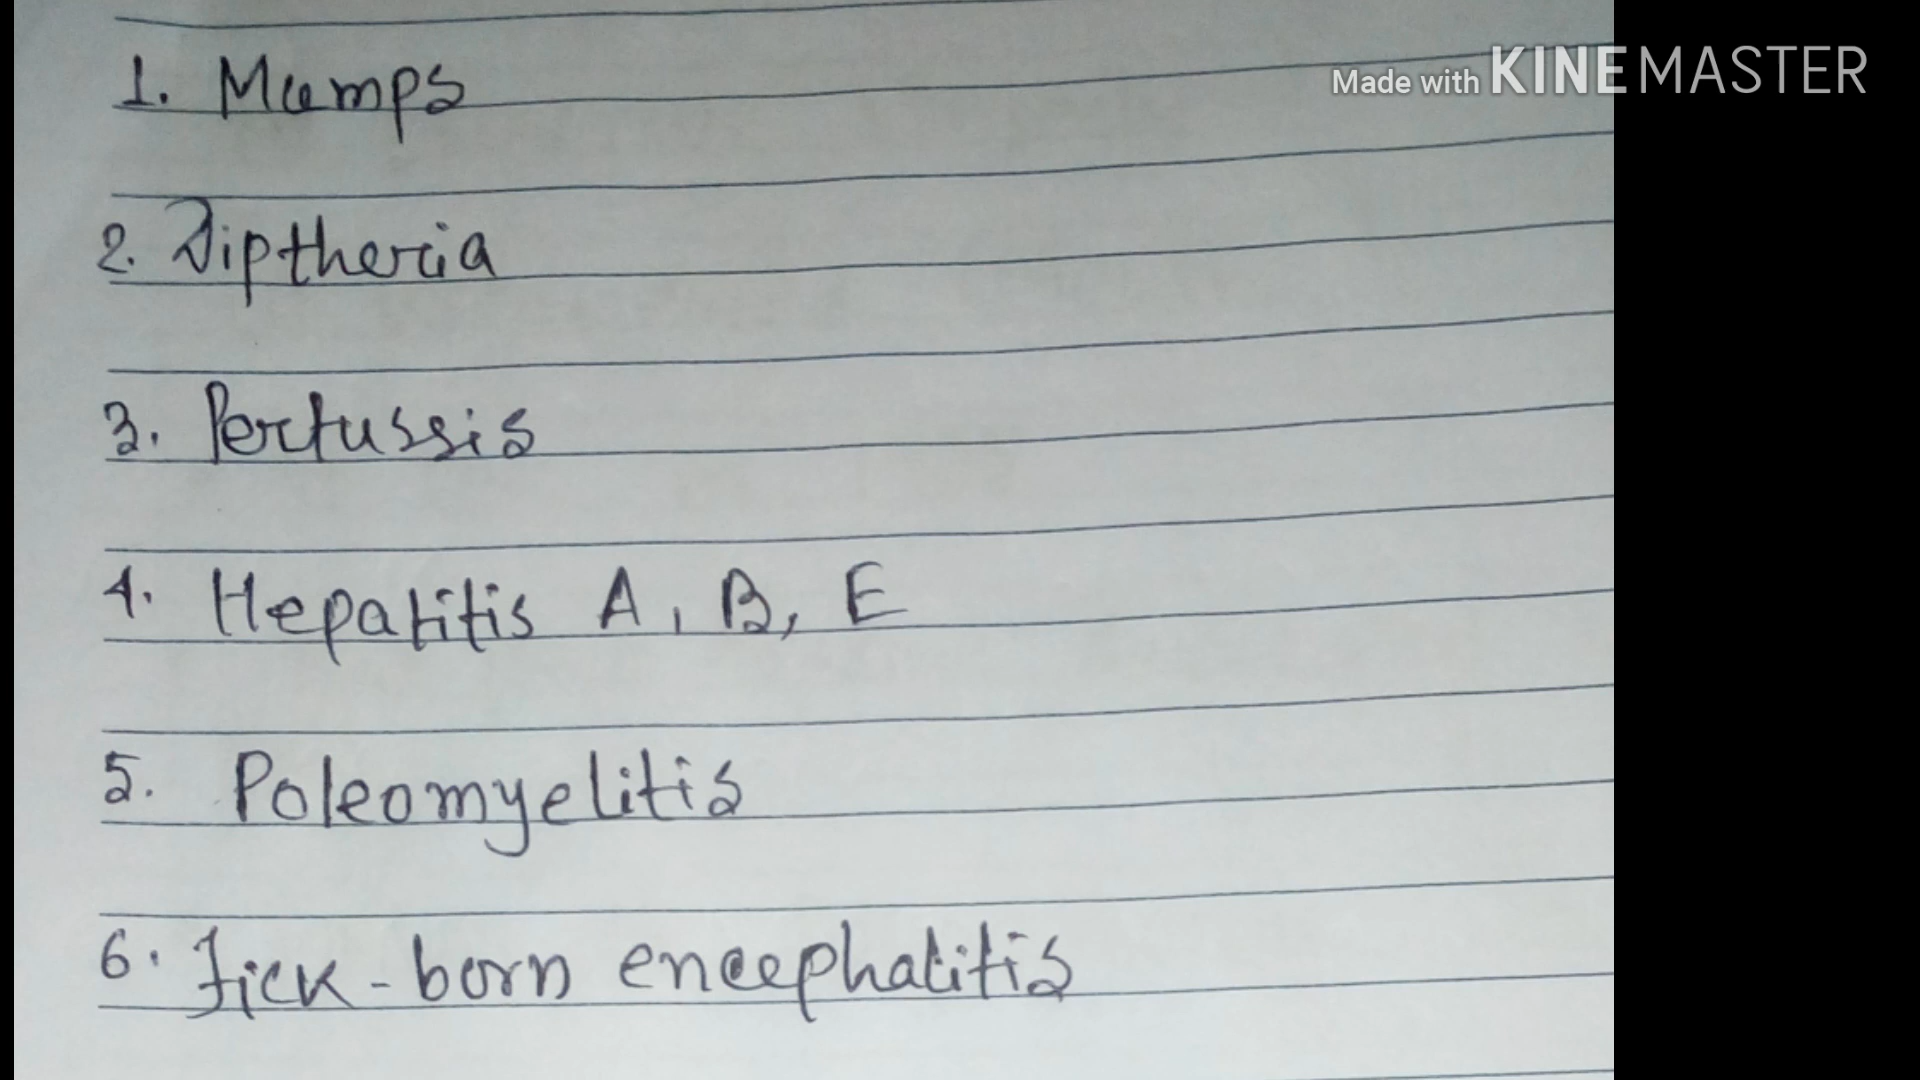 1. Mumps
Made with KINEMASTER
2. Diptheria
3. Pertussis
4. Hepatitis A, B, E
5. Poleomyelitis
6. Tick-born encephalitis